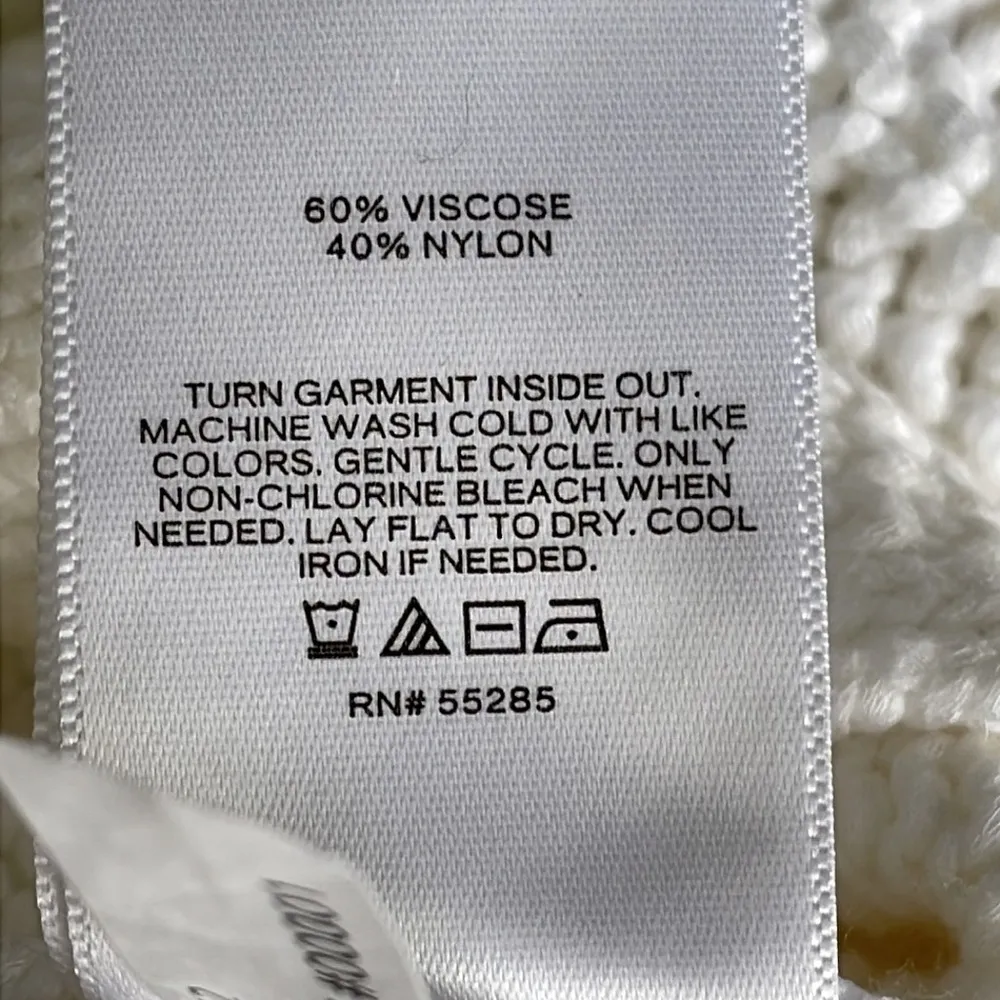 60% VISCOSE
40% NYLON
TURN GARMENT INSIDE OUT.
MACHINE WASH COLD WITH LIKE
COLORS. GENTLE CYCLE. ONLY
NON-CHLORINE BLEACH WHEN
NEEDED. LAY FLAT TO DRY. COOL
IRON IF NEEDED.
RN# 55285